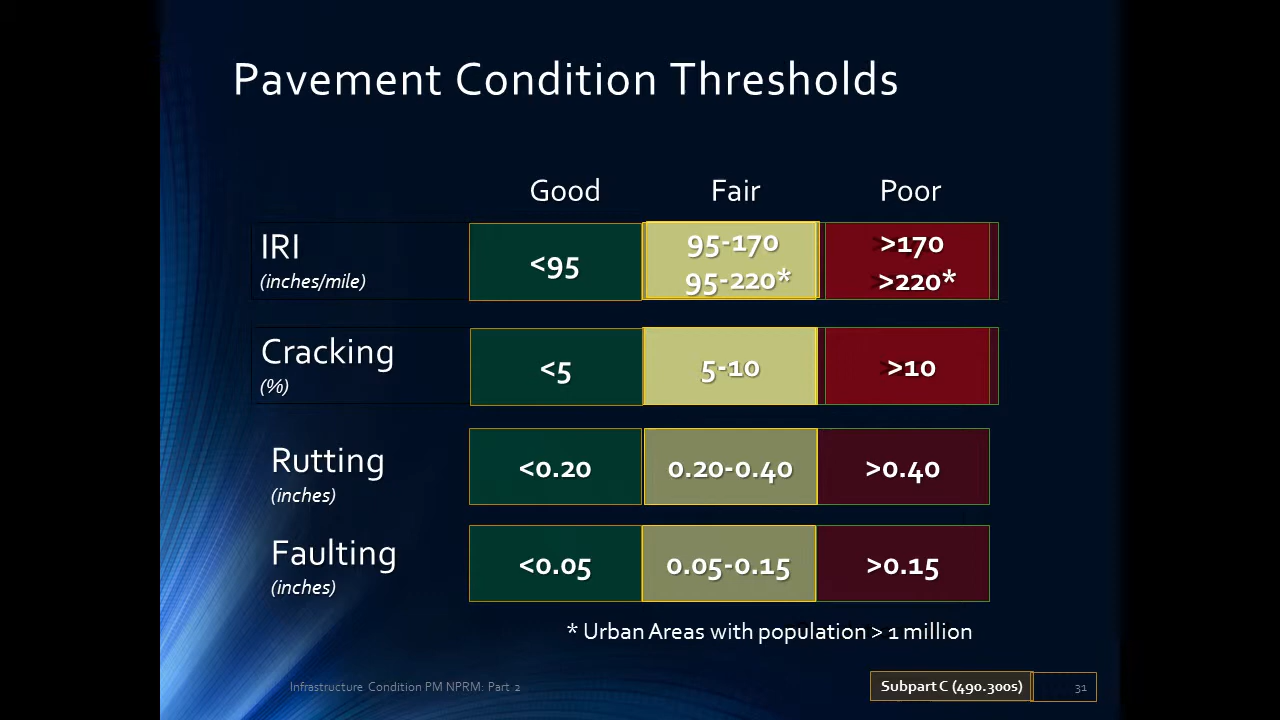 Pavement Condition Thresholds
Good Fair Poor
IRI
(inches/mile)
<95
95-170
95-220*
>170
>220*
Cracking
(%)
<5
5-10
>10
Rutting
(inches)
<0.20
0.20-0.40
>0.40
Faulting
(inches)
<0.05
0.05-0.15
>0.15
* Urban Areas with population > 1 million
Infrastructure Condition PM NPRM: Part 2
Subpart C (490.300s)
31